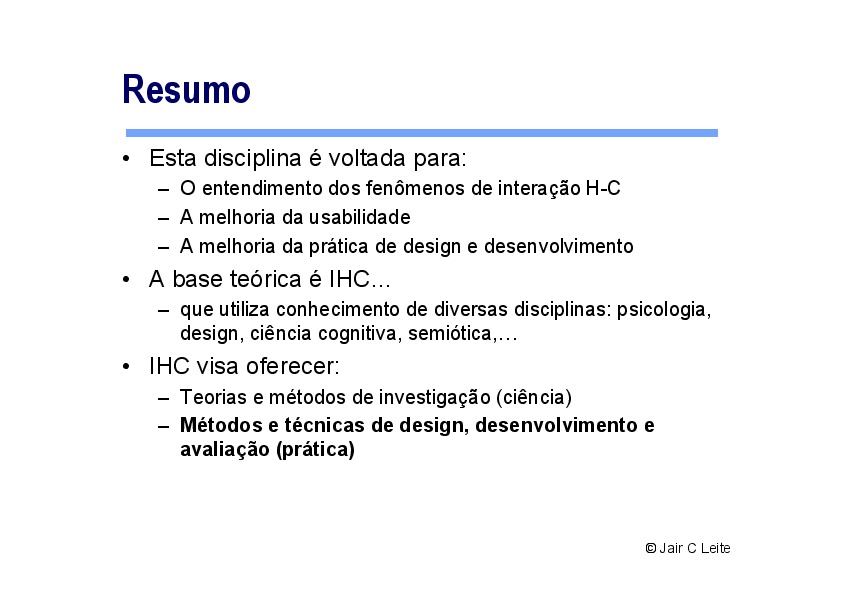 Resumo
• Esta disciplina é voltada para:
– O entendimento dos fenômenos de interação H-C
– A melhoria da usabilidade
– A melhoria da prática de design e desenvolvimento
• A base teórica é IHC...
– que utiliza conhecimento de diversas disciplinas: psicologia,
design, ciência cognitiva, semiótica,...
• IHC visa oferecer:
– Teorias e métodos de investigação (ciência)
– Métodos e técnicas de design, desenvolvimento e
avaliação (prática)
© Jair C Leite